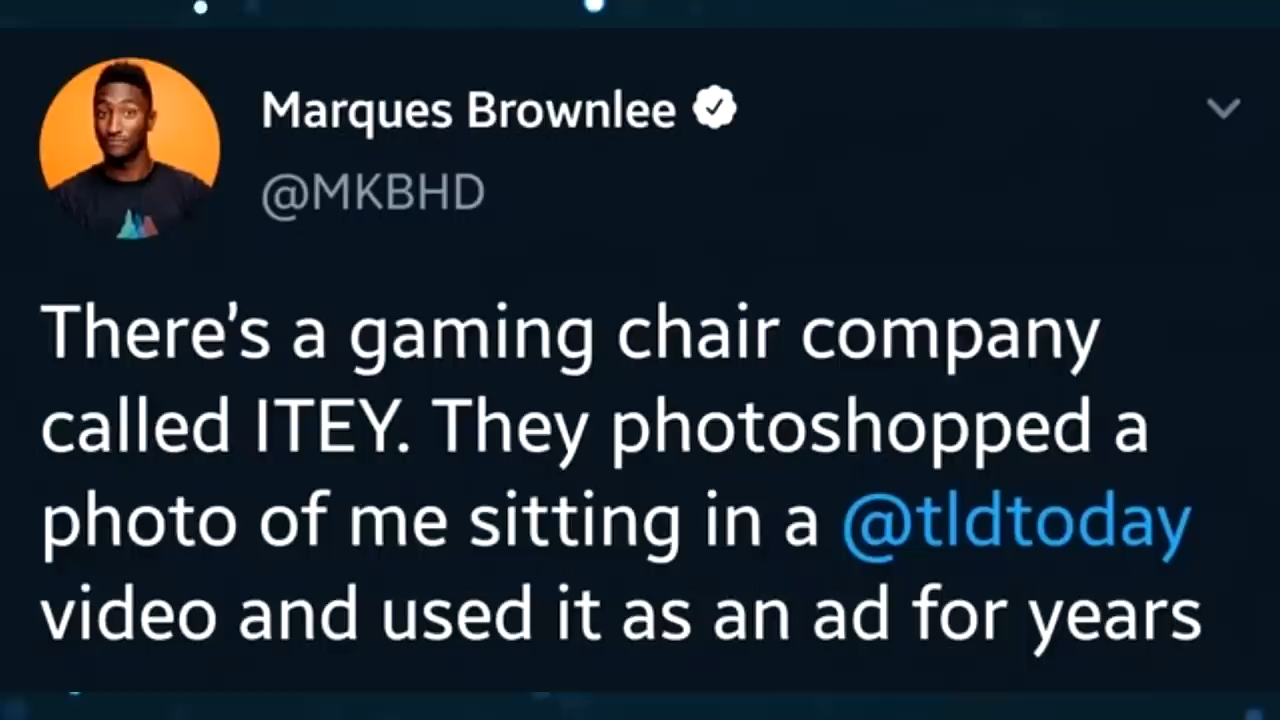 Marques Brownlee
@MKBHD
There’s a gaming chair company
called ITEY. They photoshopped a
photo of me sitting in a @tldtoday
video and used it as an ad for years